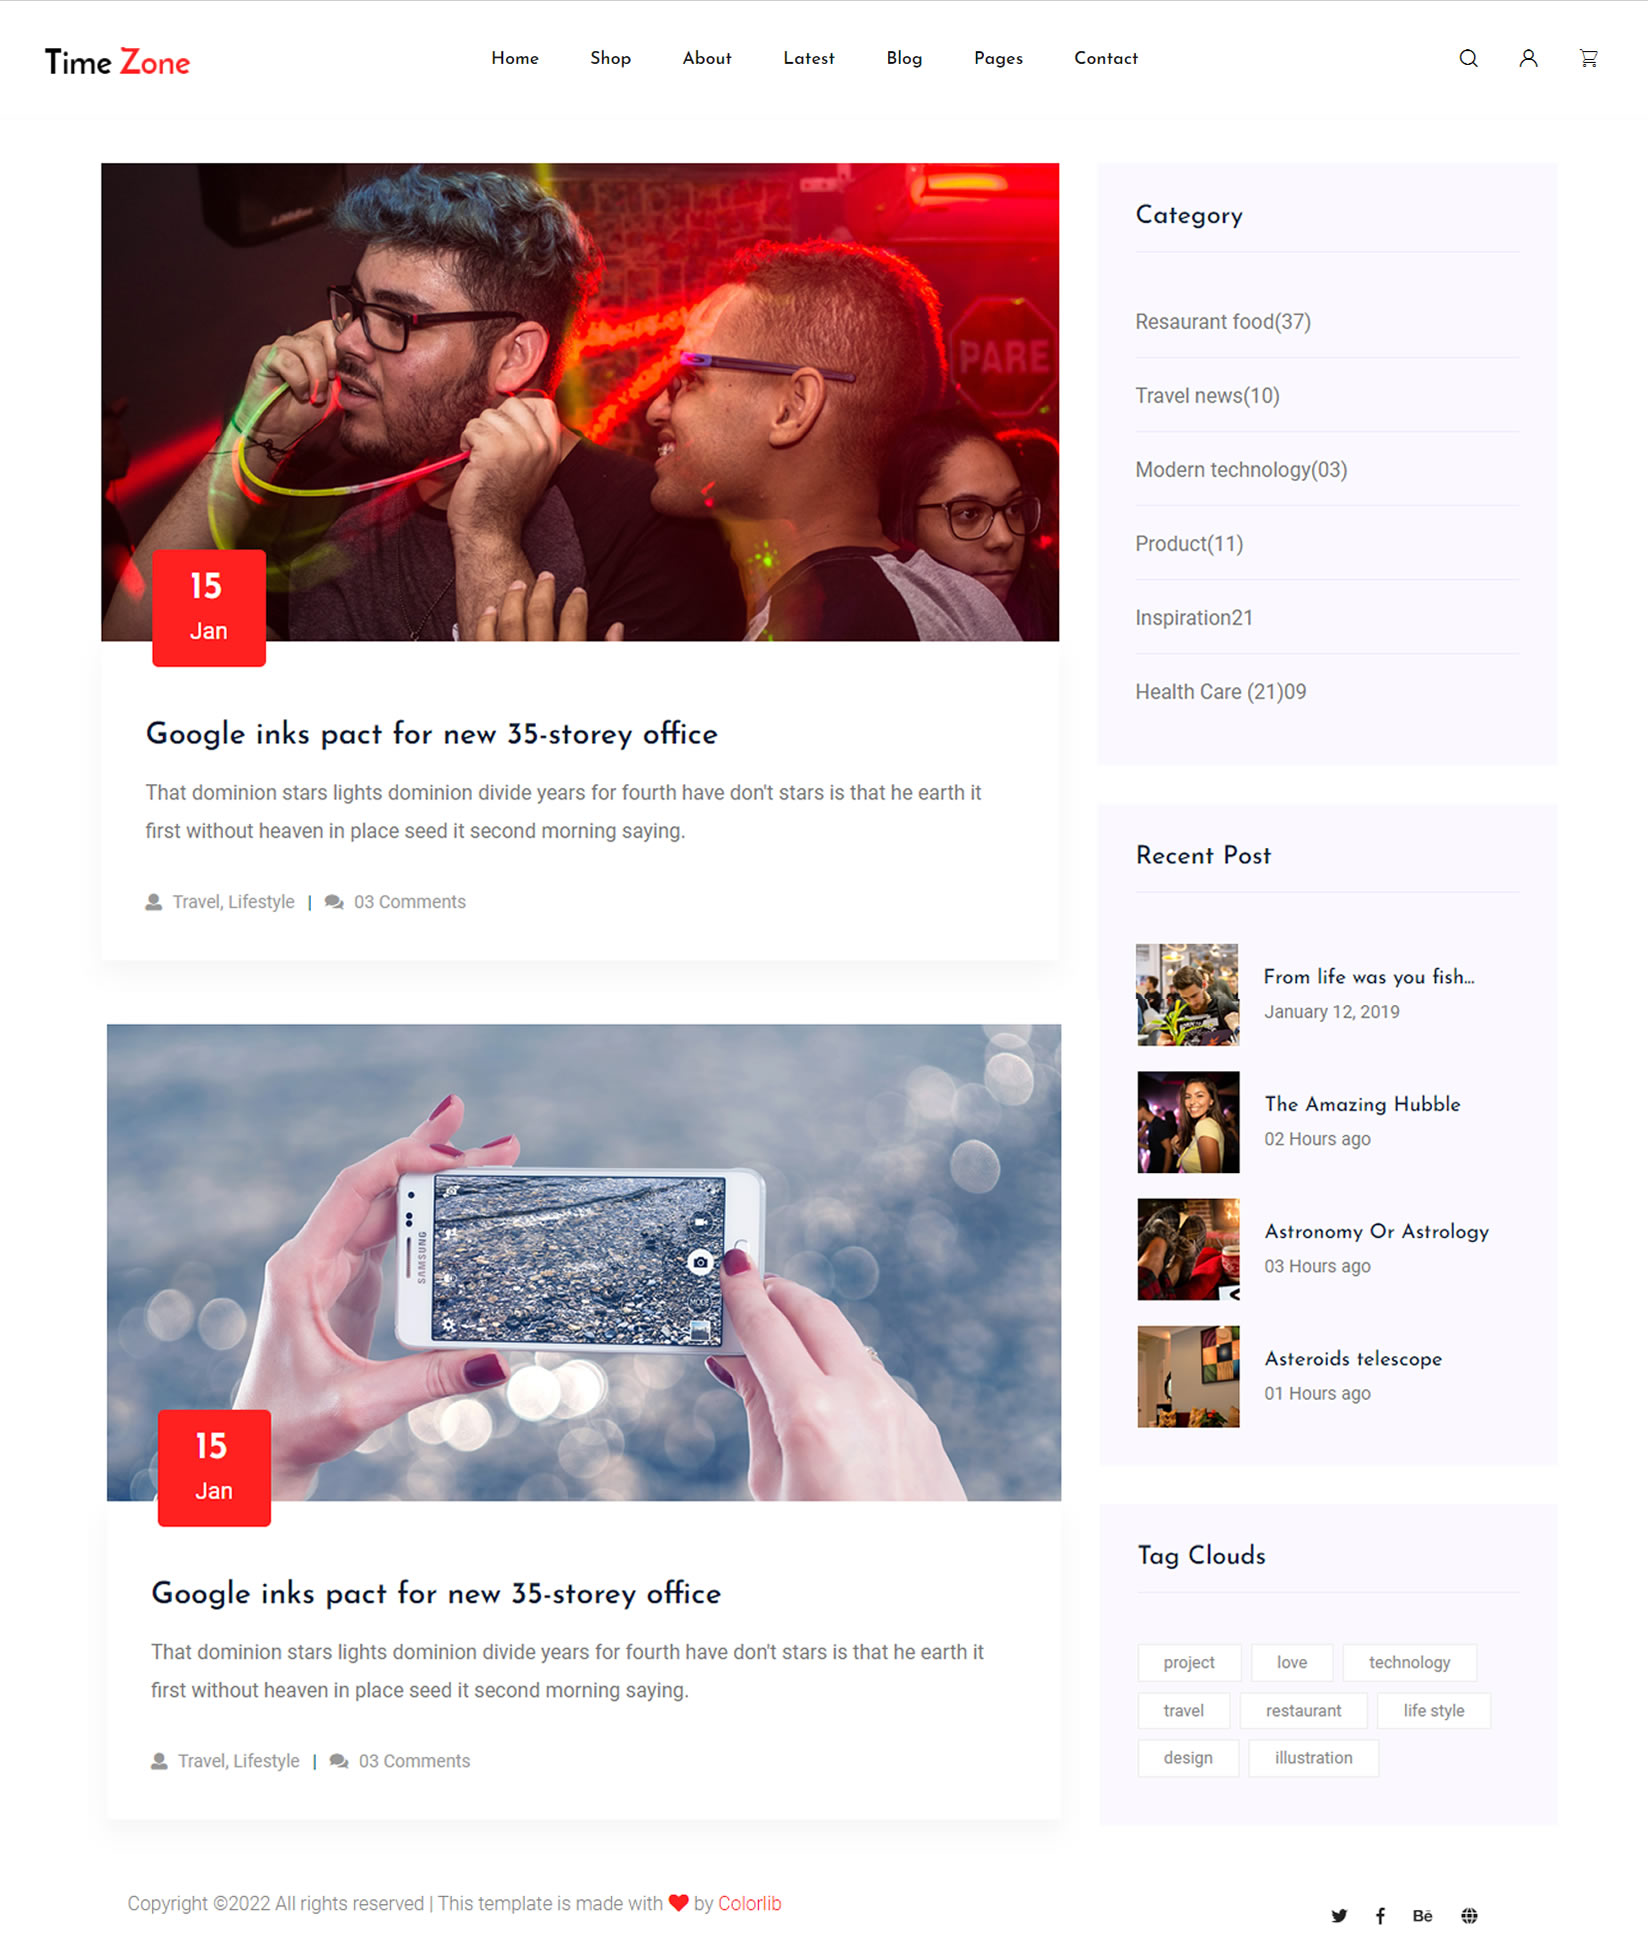 Time Zone
Home Shop About Latest Blog Pages Contact
PARE
15
Jan
Google inks pact for new 35-storey office
That dominion stars lights dominion divide years for fourth have don't stars is that he earth it
first without heaven in place seed it second morning saying.
Travel, Lifestyle | 03 Comments
SAMSUNG
MODE
15
Jan
Google inks pact for new 35-storey office
That dominion stars lights dominion divide years for fourth have don't stars is that he earth it
first without heaven in place seed it second morning saying.
Travel, Lifestyle | 03 Comments
Category
Resaurant food(37)
Travel news(10)
Modern technology(03)
Product(11)
Inspiration21
Health Care (21)09
Recent Post
From life was you fish...
January 12, 2019
The Amazing Hubble
02 Hours ago
Astronomy Or Astrology
03 Hours ago
Asteroids telescope
01 Hours ago
Tag Clouds
project love technology
travel restaurant life style
design illustration
Copyright ©2022 All rights reserved | This template is made with ❤ by Colorlib
Bē